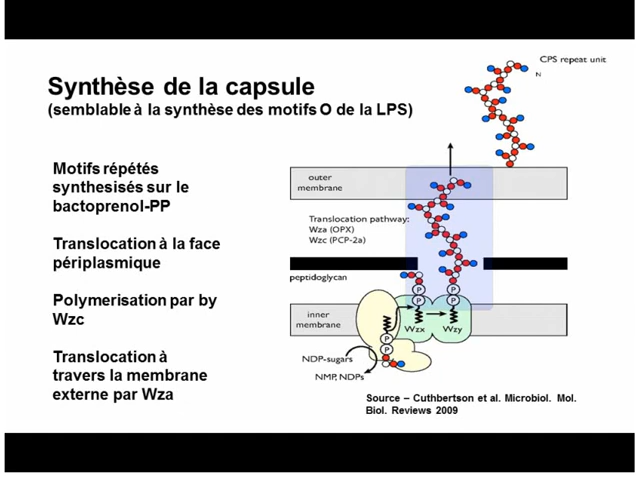 Synthèse de la capsule
(semblable à la synthèse des motifs O de la LPS)
Motifs répétés
synthesisés sur le
bactoprenol-PP
Translocation à la face
périplasmique
Polymerisation par by
Wzc
Translocation à
travers la membrane
externe par Wza
CPS repeat unit
N
outer
membrane
Translocation pathway:
Wza (OPX)
Wzc (PCP-2a)
peptidoglycan
P
P
P
P
inner
membrane
Wzx
Wzy
P
P
NDP-sugars
NMP, NDPs
Source – Cuthbertson et al. Microbiol. Mol.
Biol. Reviews 2009